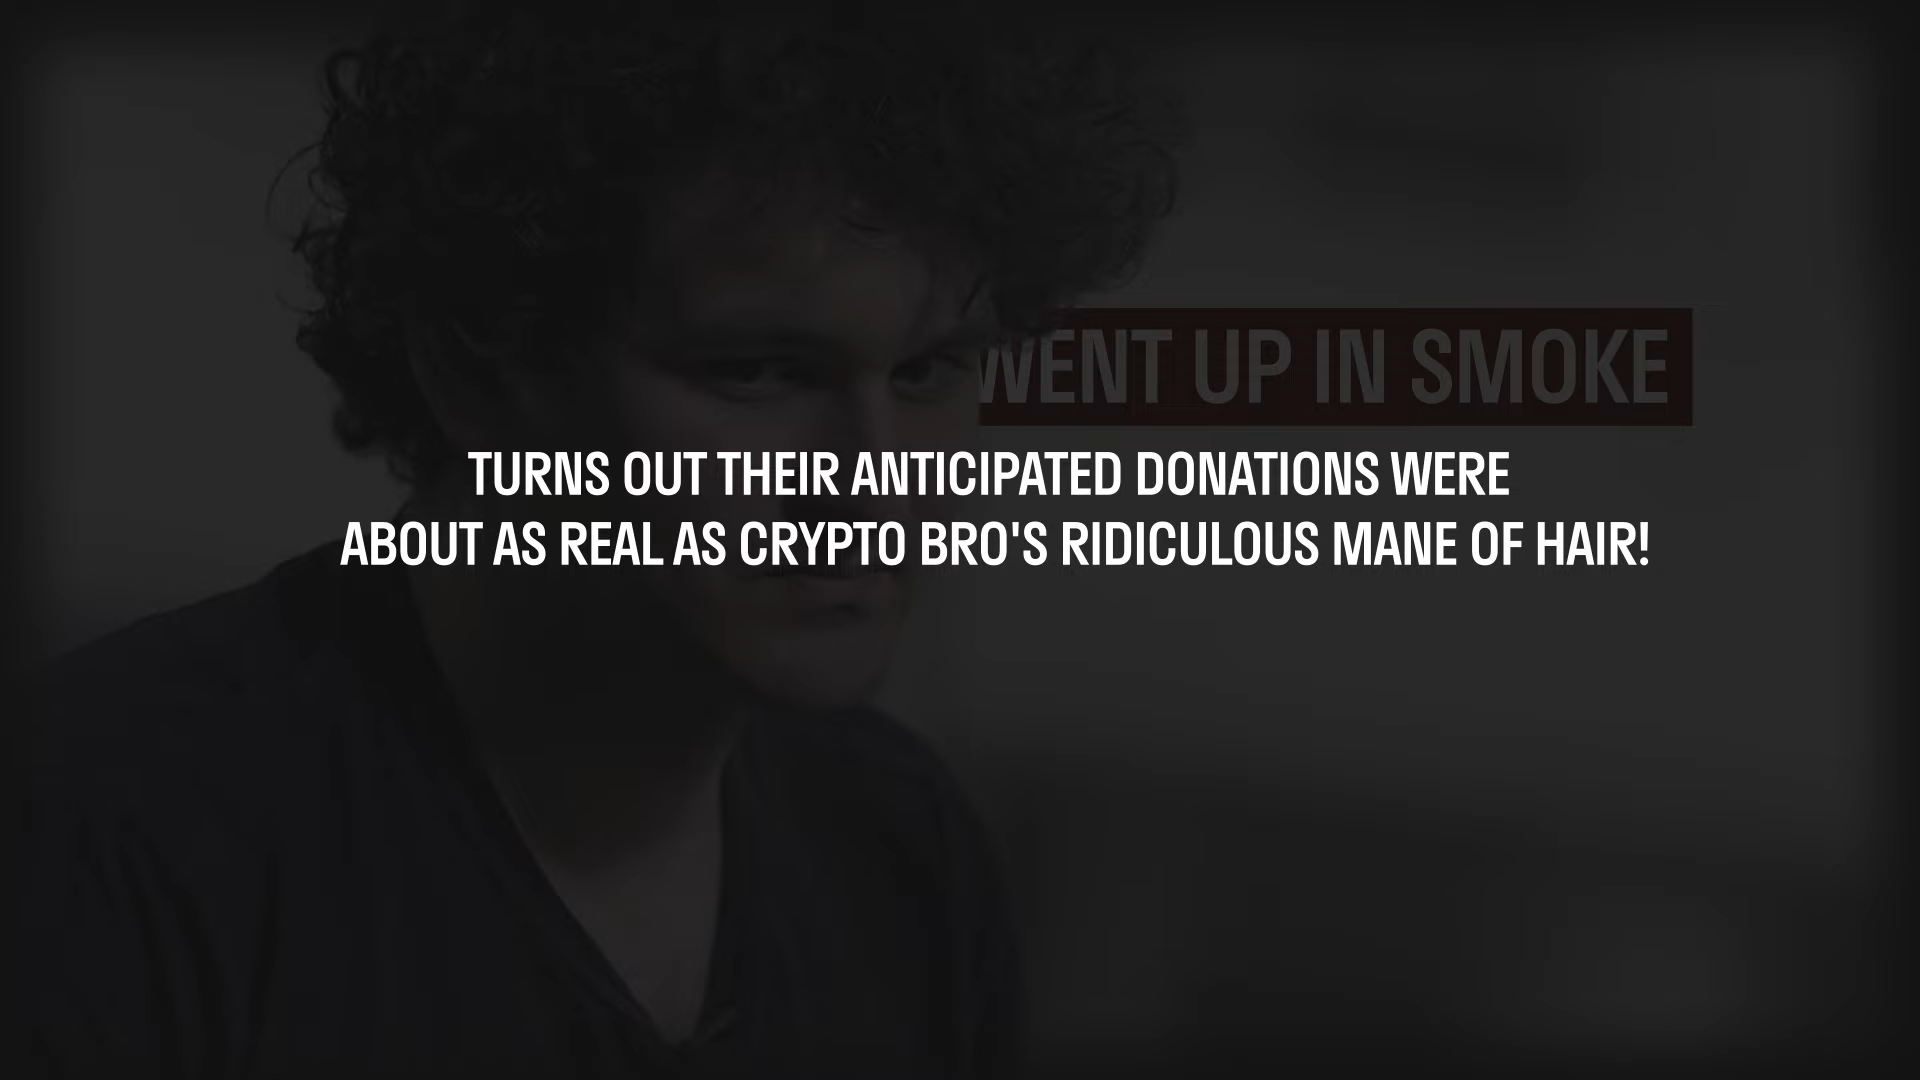 WENT UP IN SMOKE
TURNS OUT THEIR ANTICIPATED DONATIONS WERE
ABOUT AS REAL AS CRYPTO BRO'S RIDICULOUS MANE OF HAIR!